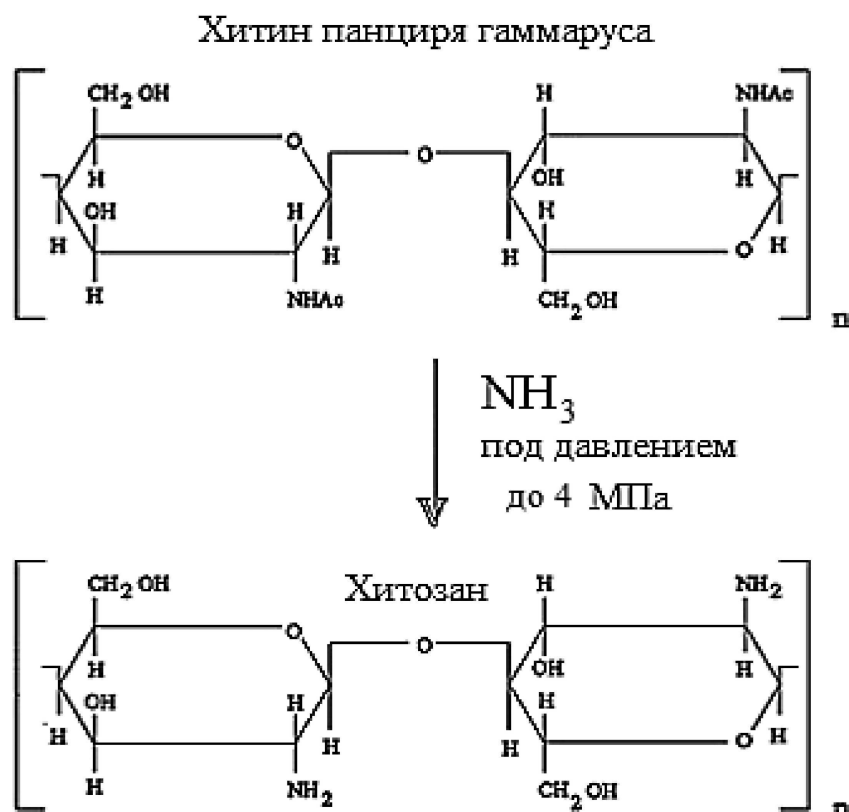 Хитин панциря гаммаруса
CH2OH
H
NHAc
O
O
H
OH
H
OH
H
H
H
H
H
H
O
H
H
NHAc
CH2OH
п
NH3
под давлением
до 4 МПа
Хитозан
CH2OH
H
NH2
O
O
H
OH
H
OH
H
H
H
H
H
H
O
H
H
NH2
CH2OH
п